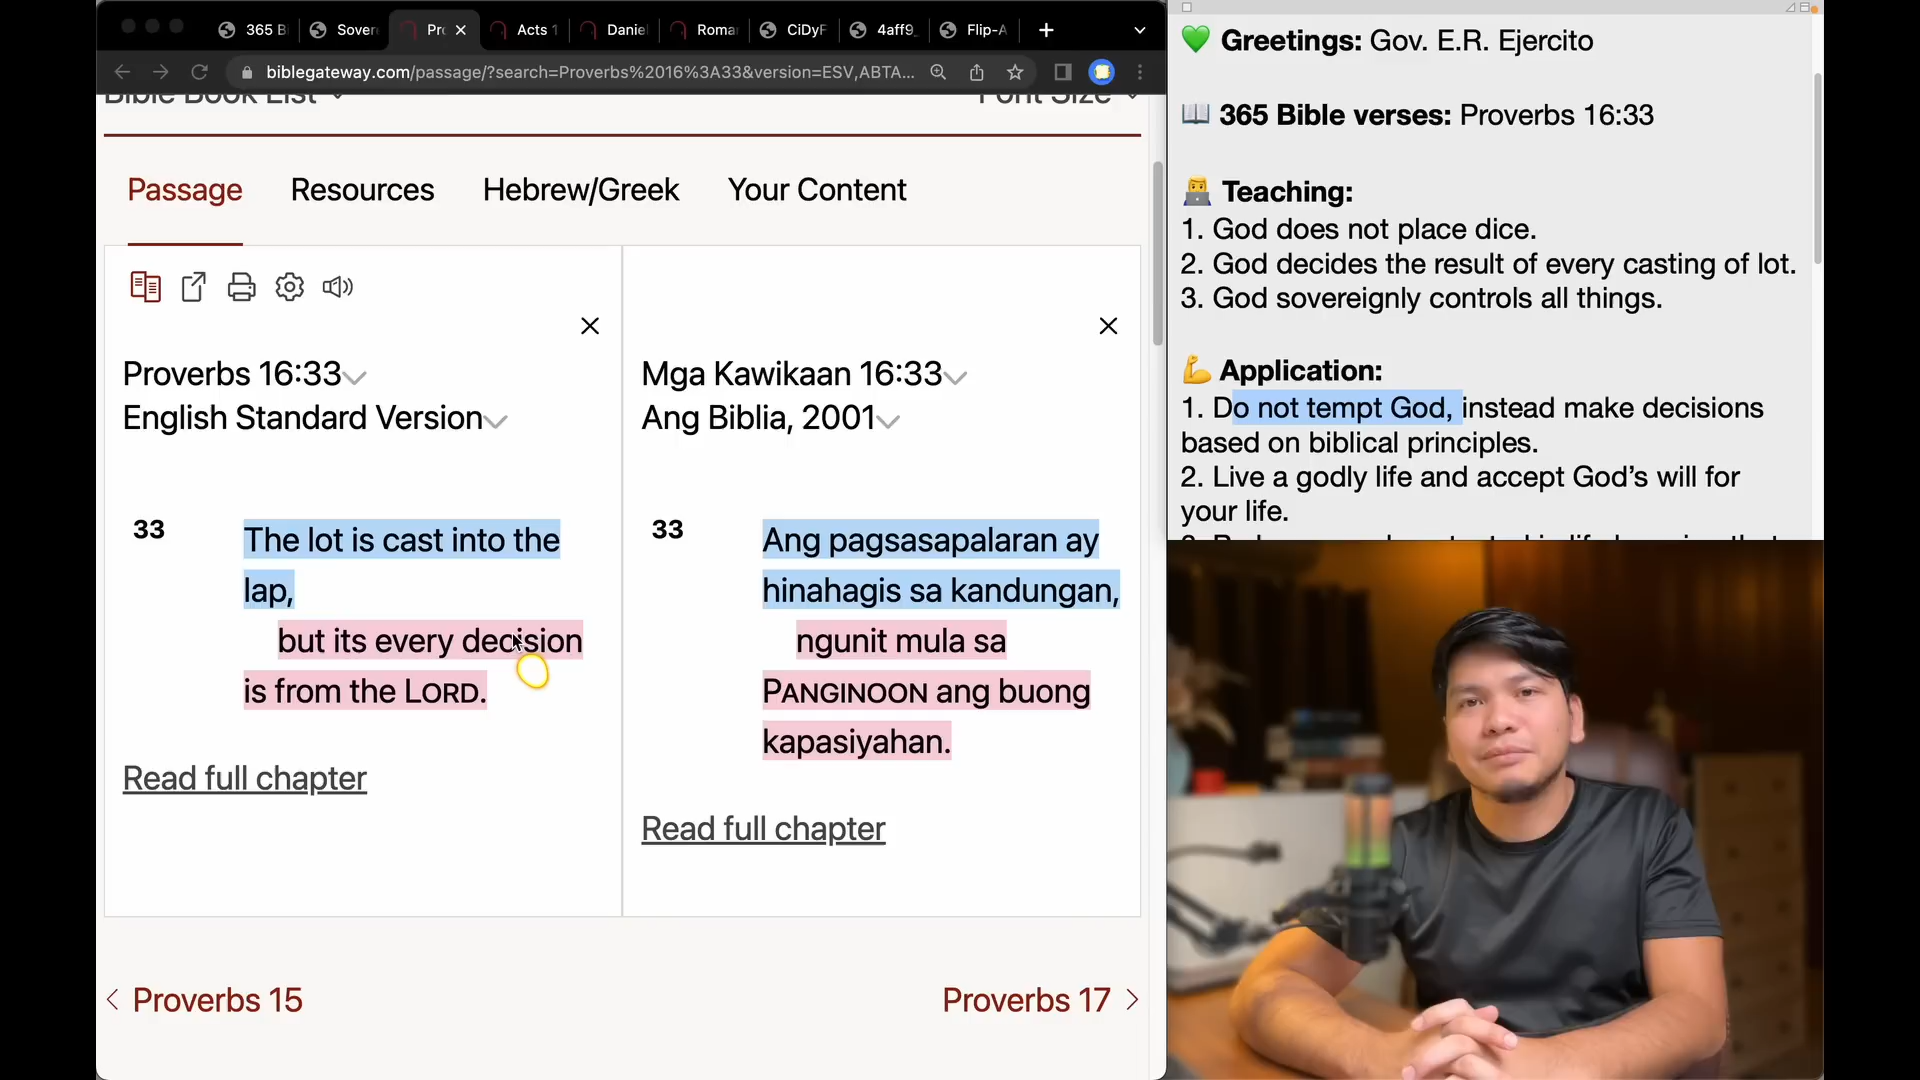 365 B
Sover
Pro
Acts 1
Daniel
Roma
CiDyF
4aff9_
Flip-A
biblegateway.com/passage/?search=Proverbs%2016%3A33&version=ESV,ABTA...
Bible Book List
Font Size
Passage
Resources
Hebrew/Greek
Your Content
Proverbs 16:33
English Standard Version
33 The lot is cast into the
lap,
but its every decision
is from the LORD.
Read full chapter
Mga Kawikaan 16:33
Ang Biblia, 2001
33 Ang pagsasapalaran ay
hinahagis sa kandungan,
ngunit mula sa
PANGINOON ang buong
kapasiyahan.
Read full chapter
Proverbs 15
Proverbs 17
💚 Greetings: Gov. E.R. Ejercito
📖 365 Bible verses: Proverbs 16:33
👨‍💻 Teaching:
1. God does not place dice.
2. God decides the result of every casting of lot.
3. God sovereignly controls all things.
💪 Application:
1. Do not tempt God, instead make decisions
based on biblical principles.
2. Live a godly life and accept God's will for
your life.